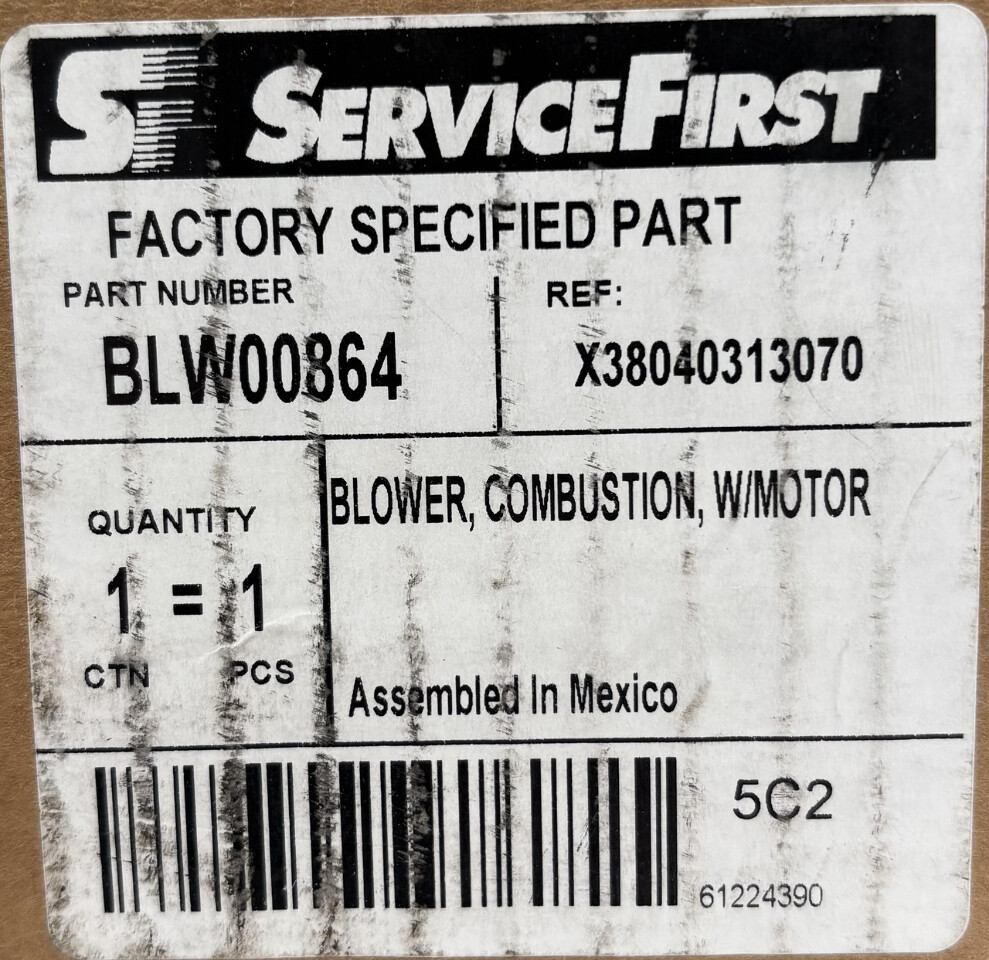 SF SERVICEFIRST
FACTORY SPECIFIED PART
PART NUMBER
BLW00864
REF:
X38040313070
QUANTITY
1 = 1
CTN PCS
BLOWER, COMBUSTION, W/MOTOR
Assembled In Mexico
5C2
61224390